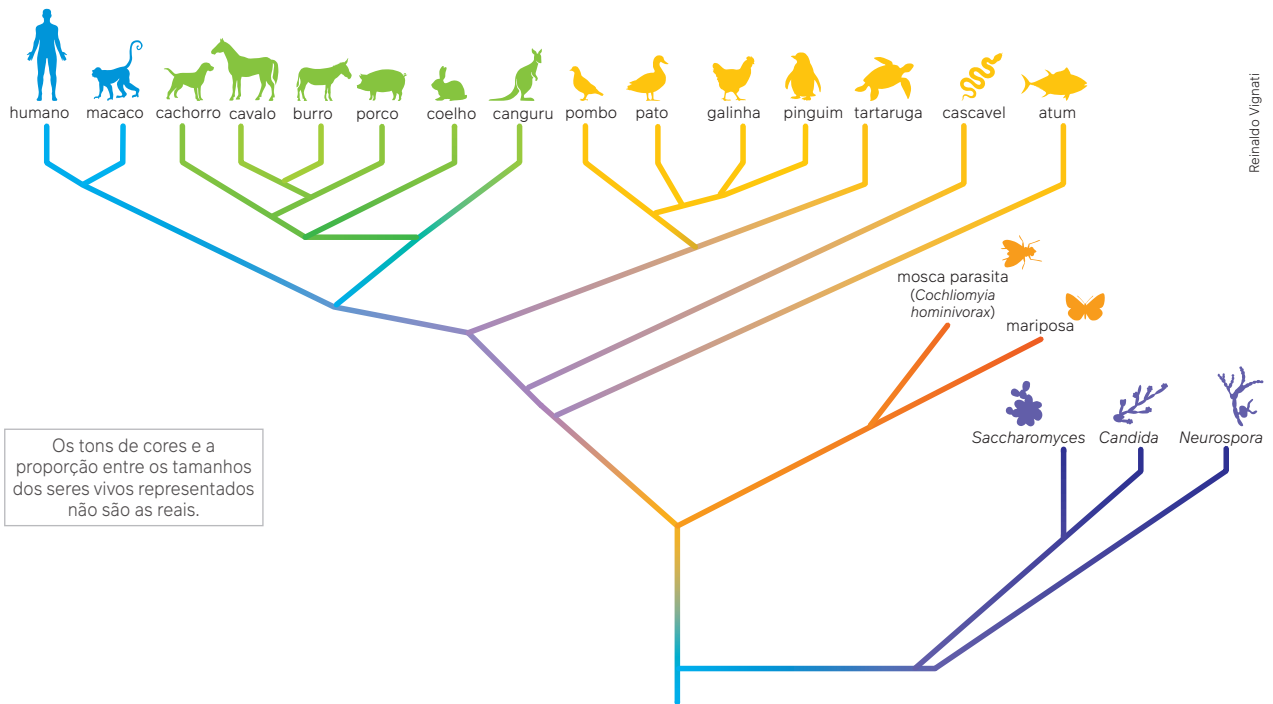 humano macaco cachorro cavalo burro porco coelho canguru pombo pato galinha pinguim tartaruga cascavel atum
Reinaldo Vignati
mosca parasita
(Cochliomyia
hominivorax)
mariposa
Saccharomyces Candida Neurospora
Os tons de cores e a
proporção entre os tamanhos
dos seres vivos representados
não são as reais.